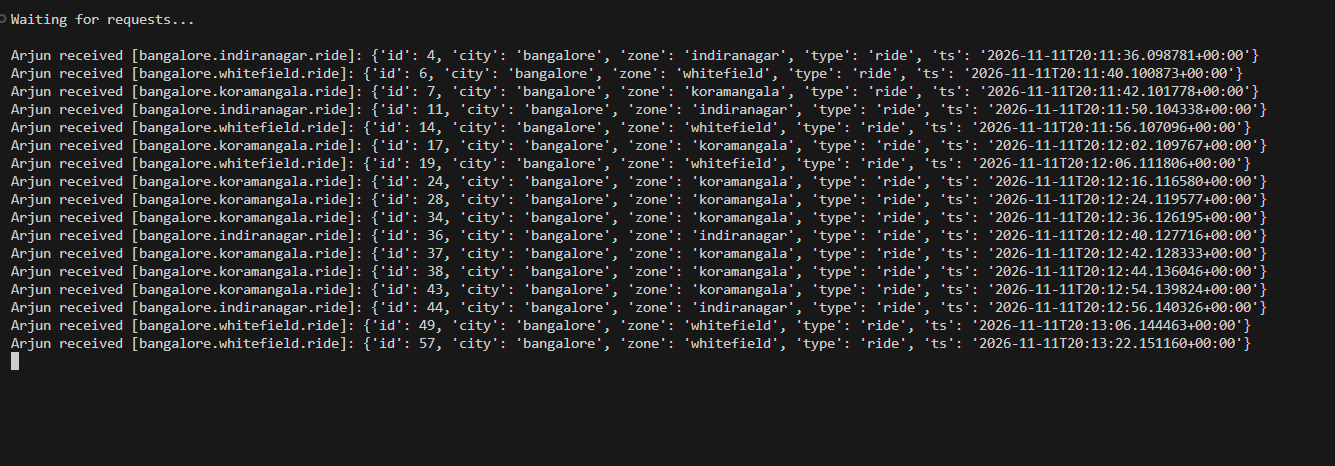 Waiting for requests...
Arjun received [bangalore.indiranagar.ride]: {'id': 4, 'city': 'bangalore', 'zone': 'indiranagar', 'type': 'ride', 'ts': '2026-11-11T20:11:36.098781+00:00'}
Arjun received [bangalore.whitefield.ride]: {'id': 6, 'city': 'bangalore', 'zone': 'whitefield', 'type': 'ride', 'ts': '2026-11-11T20:11:40.100873+00:00'}
Arjun received [bangalore.koramangala.ride]: {'id': 7, 'city': 'bangalore', 'zone': 'koramangala', 'type': 'ride', 'ts': '2026-11-11T20:11:42.101778+00:00'}
Arjun received [bangalore.indiranagar.ride]: {'id': 11, 'city': 'bangalore', 'zone': 'indiranagar', 'type': 'ride', 'ts': '2026-11-11T20:11:50.104338+00:00'}
Arjun received [bangalore.whitefield.ride]: {'id': 14, 'city': 'bangalore', 'zone': 'whitefield', 'type': 'ride', 'ts': '2026-11-11T20:11:56.107096+00:00'}
Arjun received [bangalore.koramangala.ride]: {'id': 17, 'city': 'bangalore', 'zone': 'koramangala', 'type': 'ride', 'ts': '2026-11-11T20:12:02.109767+00:00'}
Arjun received [bangalore.whitefield.ride]: {'id': 19, 'city': 'bangalore', 'zone': 'whitefield', 'type': 'ride', 'ts': '2026-11-11T20:12:06.111806+00:00'}
Arjun received [bangalore.koramangala.ride]: {'id': 24, 'city': 'bangalore', 'zone': 'koramangala', 'type': 'ride', 'ts': '2026-11-11T20:12:16.116580+00:00'}
Arjun received [bangalore.koramangala.ride]: {'id': 28, 'city': 'bangalore', 'zone': 'koramangala', 'type': 'ride', 'ts': '2026-11-11T20:12:24.119577+00:00'}
Arjun received [bangalore.koramangala.ride]: {'id': 34, 'city': 'bangalore', 'zone': 'koramangala', 'type': 'ride', 'ts': '2026-11-11T20:12:36.126195+00:00'}
Arjun received [bangalore.indiranagar.ride]: {'id': 36, 'city': 'bangalore', 'zone': 'indiranagar', 'type': 'ride', 'ts': '2026-11-11T20:12:40.127716+00:00'}
Arjun received [bangalore.koramangala.ride]: {'id': 37, 'city': 'bangalore', 'zone': 'koramangala', 'type': 'ride', 'ts': '2026-11-11T20:12:42.128333+00:00'}
Arjun received [bangalore.koramangala.ride]: {'id': 38, 'city': 'bangalore', 'zone': 'koramangala', 'type': 'ride', 'ts': '2026-11-11T20:12:44.136046+00:00'}
Arjun received [bangalore.koramangala.ride]: {'id': 43, 'city': 'bangalore', 'zone': 'koramangala', 'type': 'ride', 'ts': '2026-11-11T20:12:54.139824+00:00'}
Arjun received [bangalore.indiranagar.ride]: {'id': 44, 'city': 'bangalore', 'zone': 'indiranagar', 'type': 'ride', 'ts': '2026-11-11T20:12:56.140326+00:00'}
Arjun received [bangalore.whitefield.ride]: {'id': 49, 'city': 'bangalore', 'zone': 'whitefield', 'type': 'ride', 'ts': '2026-11-11T20:13:06.144463+00:00'}
Arjun received [bangalore.whitefield.ride]: {'id': 57, 'city': 'bangalore', 'zone': 'whitefield', 'type': 'ride', 'ts': '2026-11-11T20:13:22.151160+00:00'}